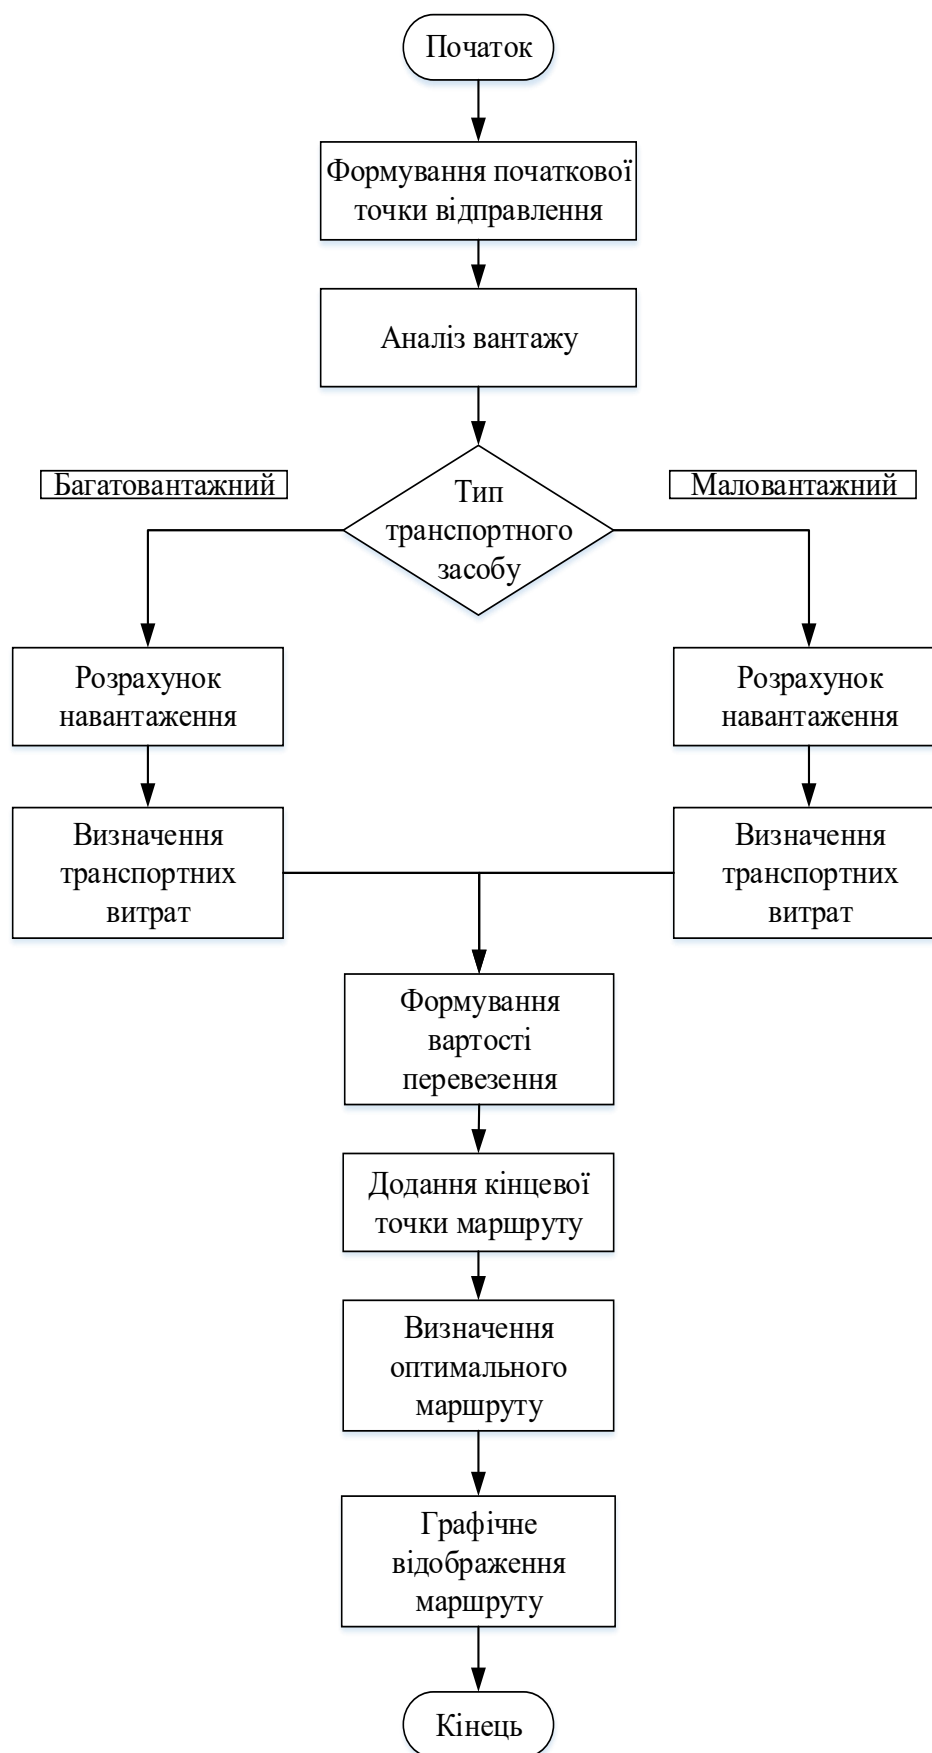 Початок
Формування початкової
точки відправлення
Аналіз вантажу
Багатовантажний
Маловантажний
Тип
транспортного
засобу
Розрахунок
навантаження
Розрахунок
навантаження
Визначення
транспортних
витрат
Визначення
транспортних
витрат
Формування
вартості
перевезення
Додання кінцевої
точки маршруту
Визначення
оптимального
маршруту
Графічне
відображення
маршруту
Кінець